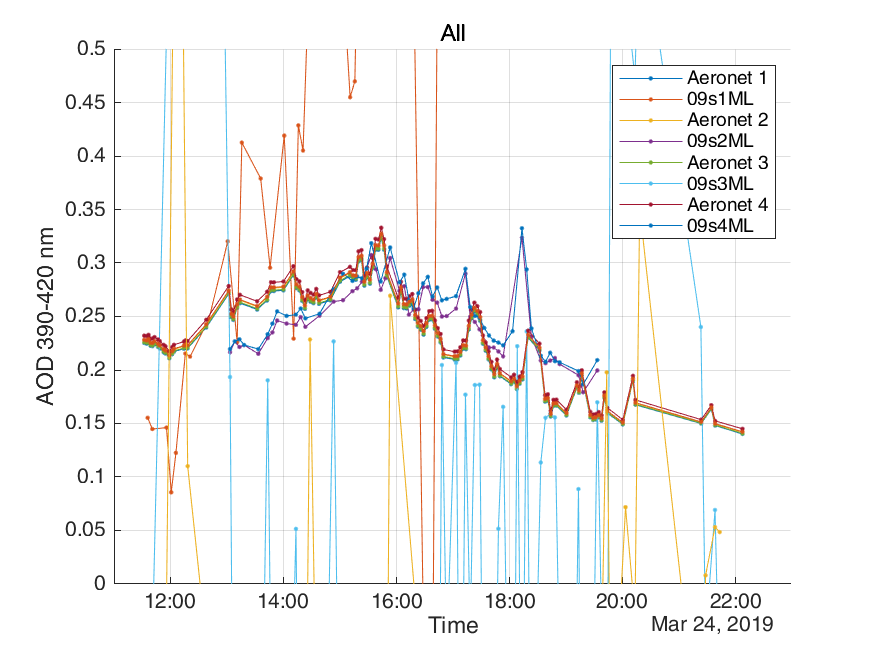 All
0.5
0.45
0.4
0.35
0.3
0.25
0.2
0.15
0.1
0.05
0
AOD 390-420 nm
Aeronet 1
09s1ML
Aeronet 2
09s2ML
Aeronet 3
09s3ML
Aeronet 4
09s4ML
12:00 14:00 16:00 18:00 20:00 22:00
Time
Mar 24, 2019